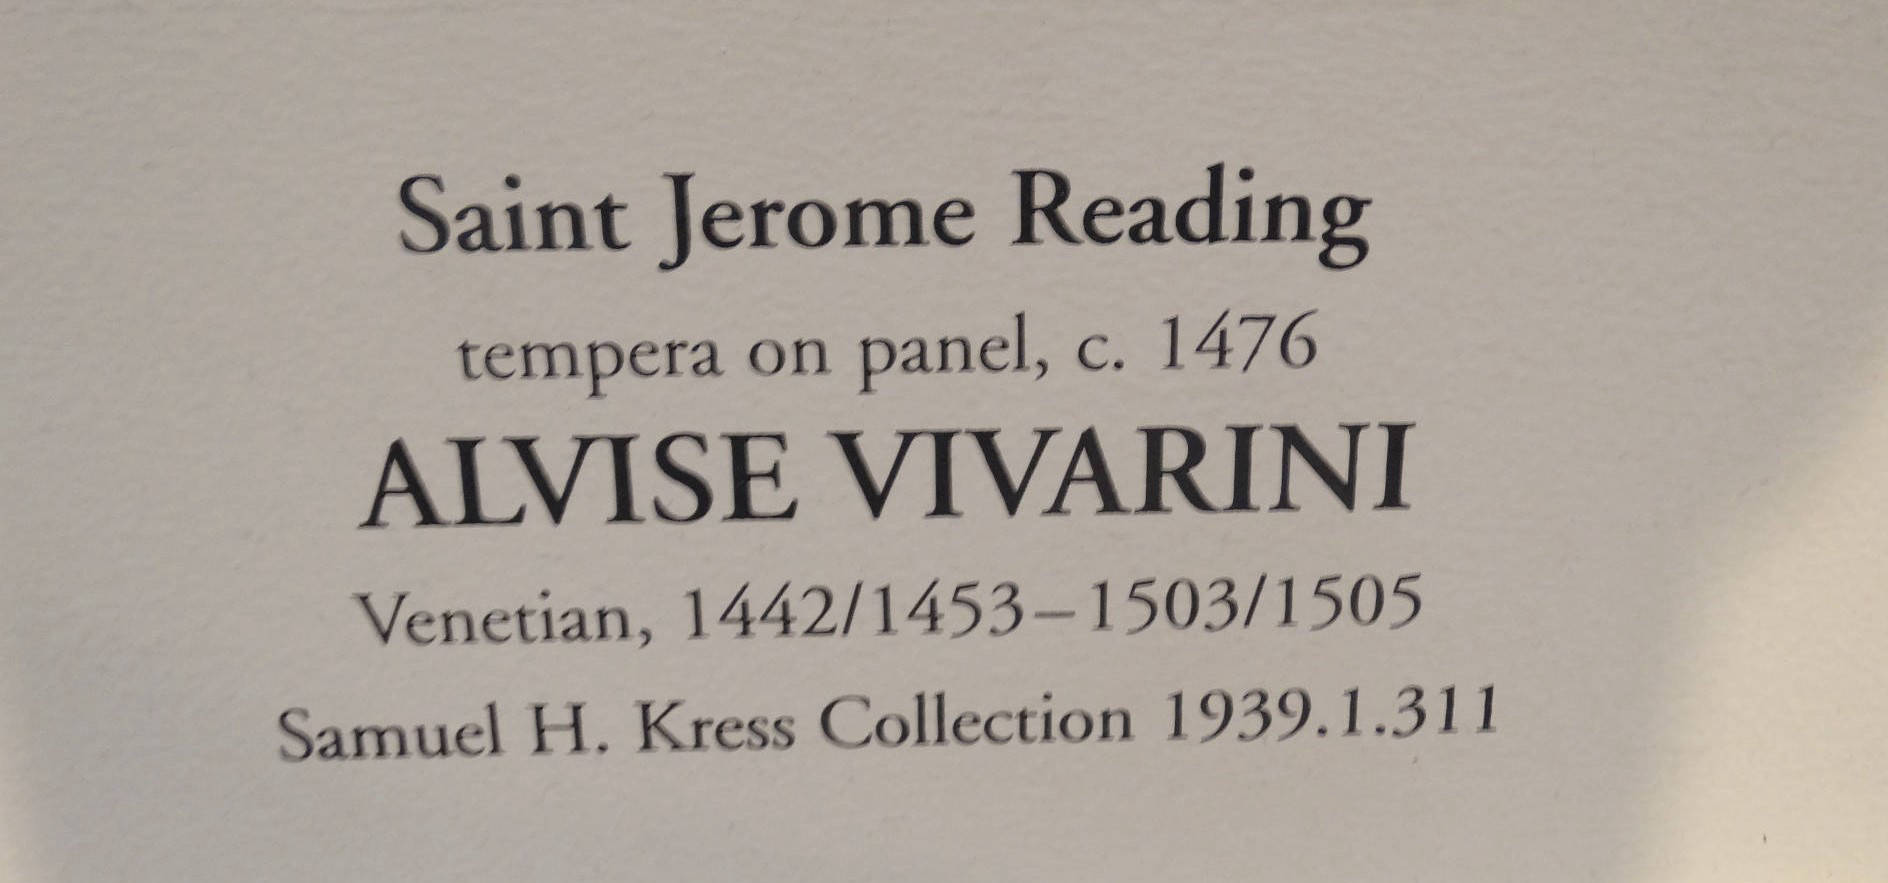 Saint Jerome Reading
tempera on panel, c. 1476
ALVISE VIVARINI
Venetian, 1442/1453–1503/1505
Samuel H. Kress Collection 1939.1.311